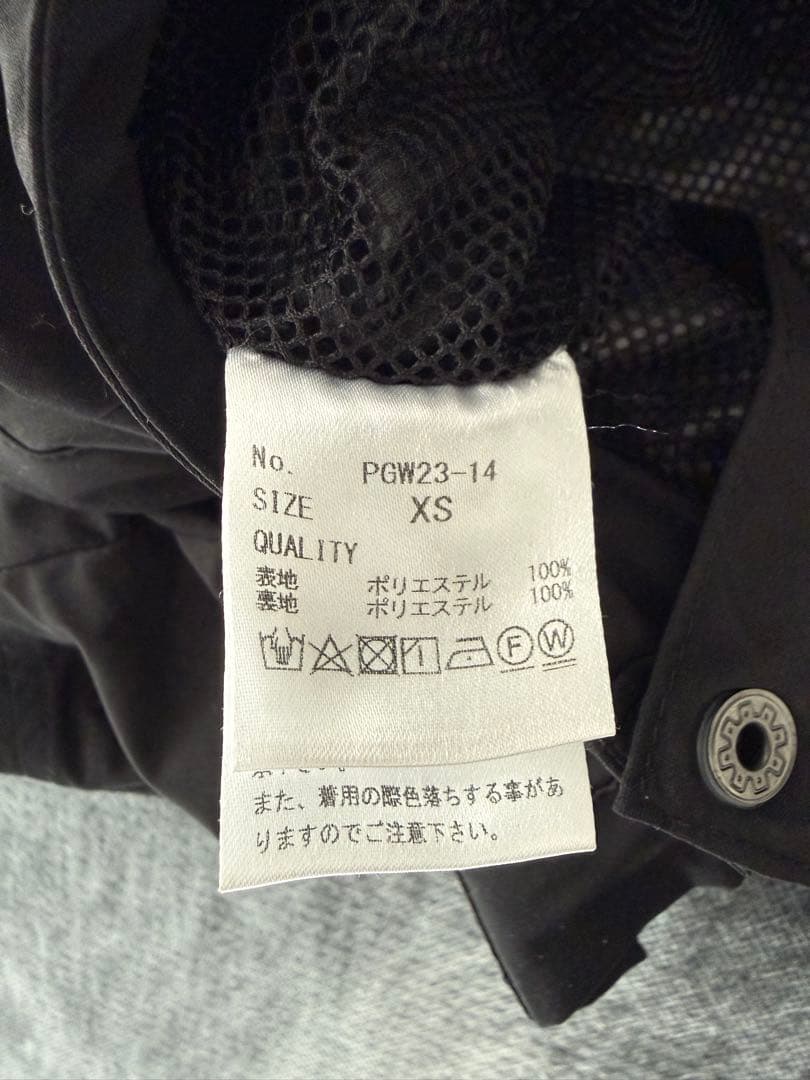 No. PGW23-14
SIZE XS
QUALITY
表地 ポリエステル 100%
裏地 ポリエステル 100%
F W
また、着用の際色落ちする事があ
りますのでご注意下さい。